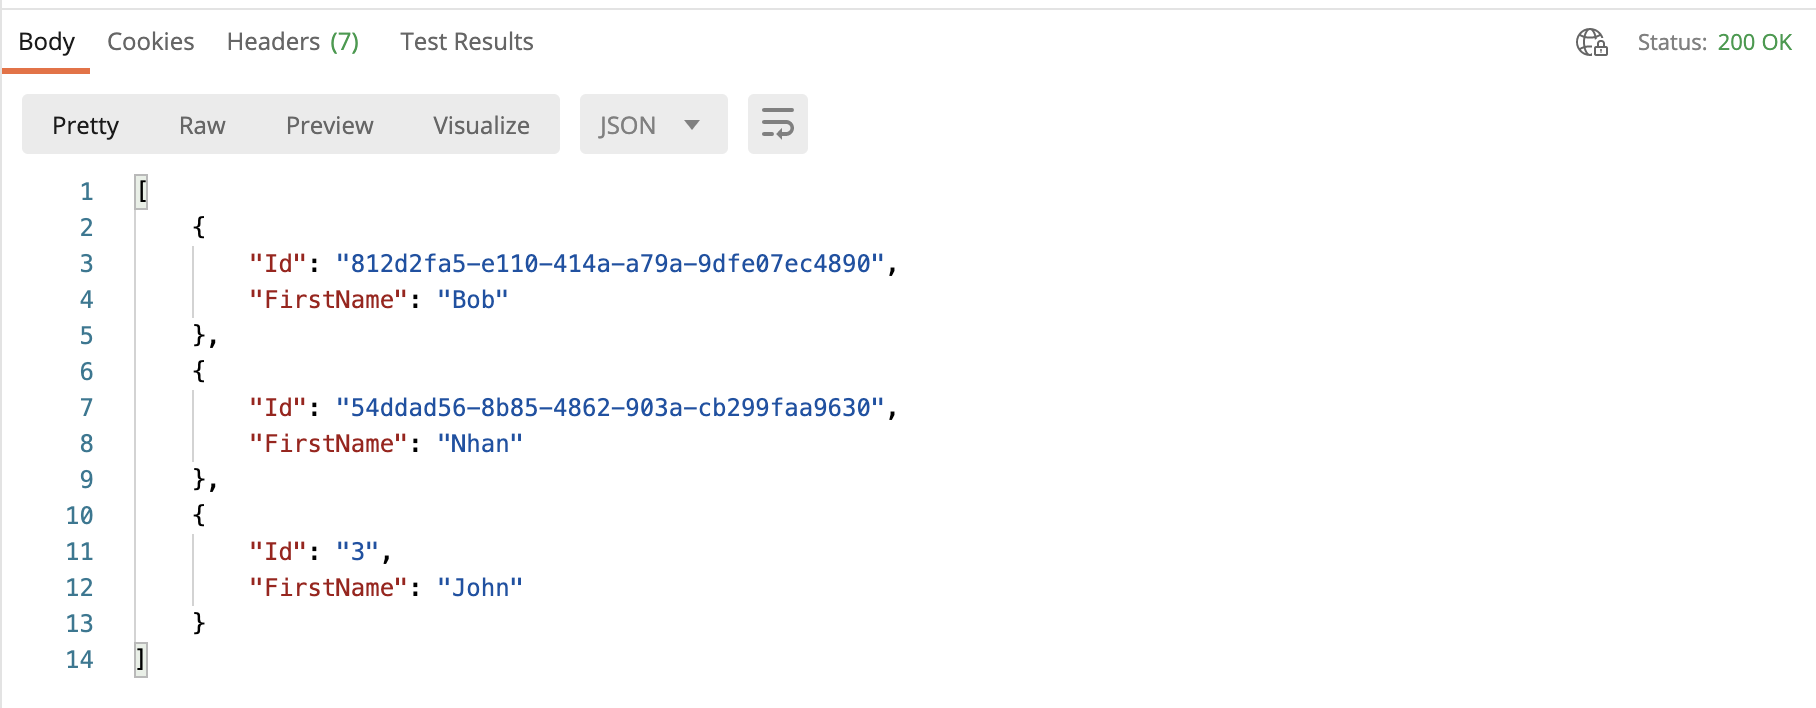 Body Cookies Headers (7) Test Results Status: 200 OK
Pretty Raw Preview Visualize JSON
1 [
2 {
3 "Id": "812d2fa5-e110-414a-a79a-9dfe07ec4890",
4 "FirstName": "Bob"
5 },
6 {
7 "Id": "54ddad56-8b85-4862-903a-cb299faa9630",
8 "FirstName": "Nhan"
9 },
10 {
11 "Id": "3",
12 "FirstName": "John"
13 }
14 ]